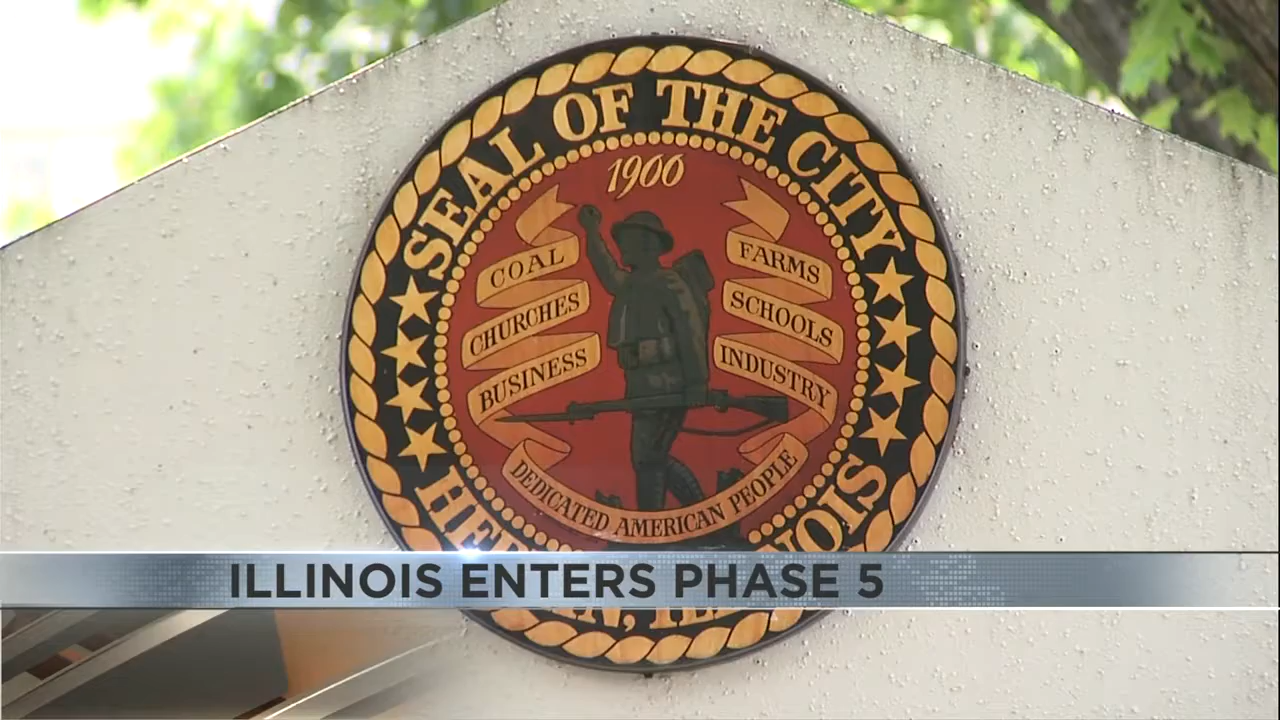 SEAL OF THE CITY
1900
COAL
CHURCHES
BUSINESS
FARMS
SCHOOLS
INDUSTRY
DEDICATED AMERICAN PEOPLE
ILLINOIS ENTERS PHASE 5